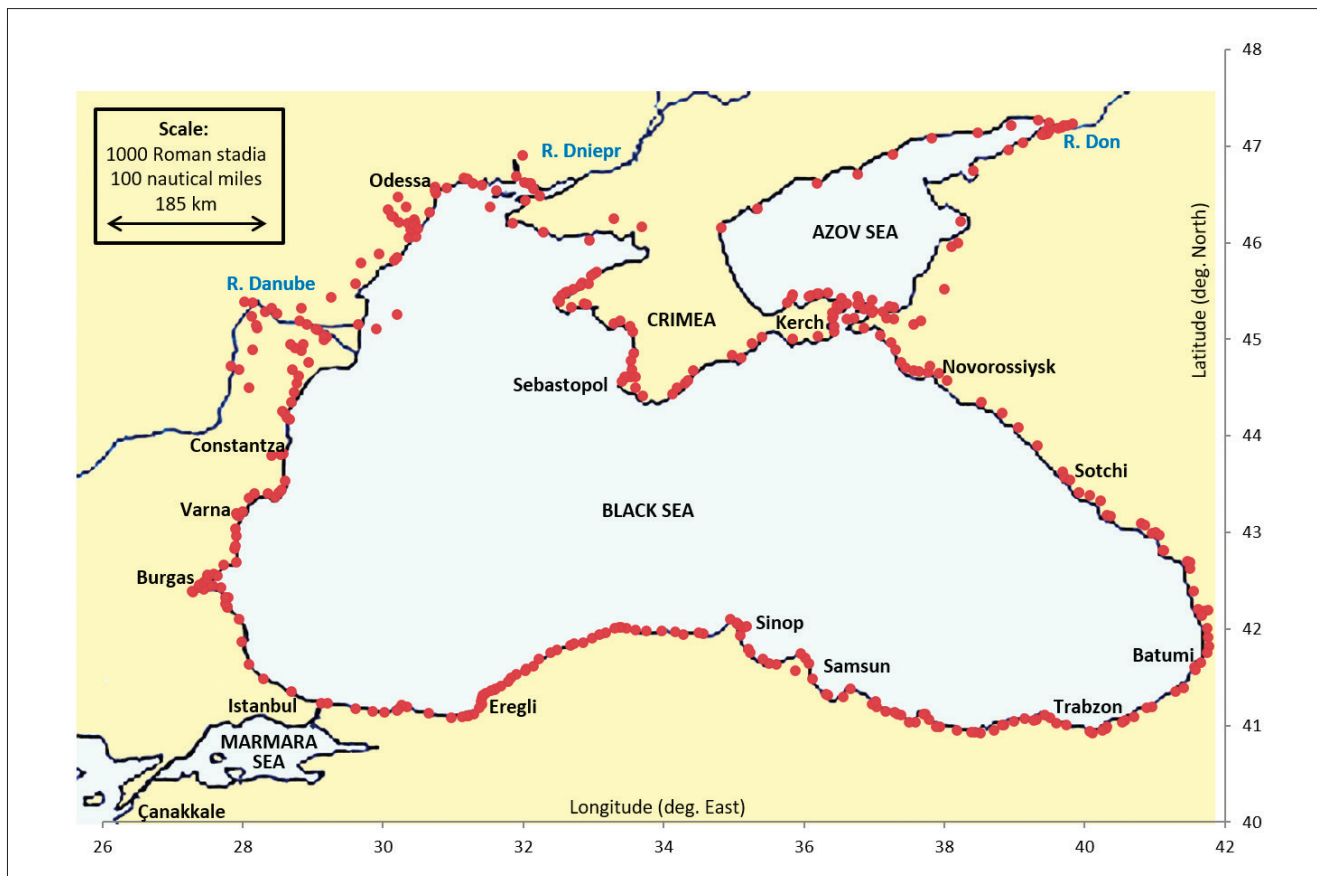 48
Scale:
1000 Roman stadia
100 nautical miles
185 km
47
R. Dniepr
R. Don
Odessa
46
AZOV SEA
R. Danube
CRIMEA
Kerch
45
Latitude (deg. North)
Sebastopol
Novorossiysk
44
Constantza
Sotchi
Varna
BLACK SEA
43
Burgas
42
Sinop
Batumi
Samsun
Istanbul
Eregli
Trabzon
41
MARMARA
SEA
Longitude (deg. East)
Çanakkale
40
26 28 30 32 34 36 38 40 42